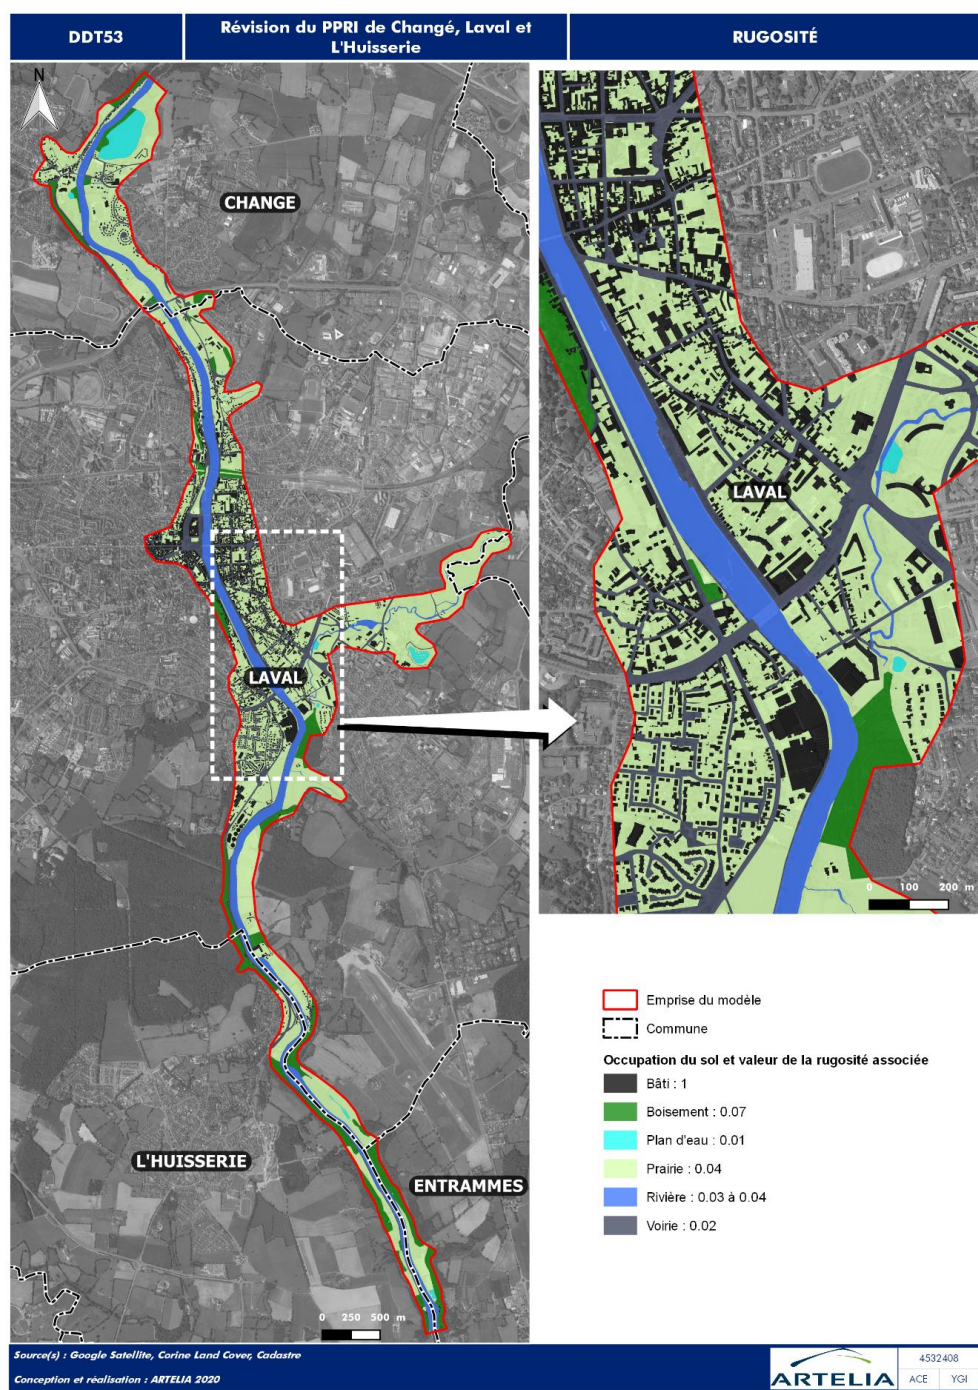 DDT53
Révision du PPRI de Changé, Laval et
L'Huisserie
RUGOSITÉ
N
CHANGE
LAVAL
L'HUISSERIE
ENTRAMMES
0 250 500 m
LAVAL
0 100 200 m
Emprise du modèle
Commune
Occupation du sol et valeur de la rugosité associée
Bâti : 1
Boisement : 0.07
Plan d'eau : 0.01
Prairie : 0.04
Rivière : 0.03 à 0.04
Voirie : 0.02
Source(s) : Google Satellite, Corine Land Cover, Cadastre
Conception et réalisation : ARTELIA 2020
ARTELIA
4532408
ACE YGI